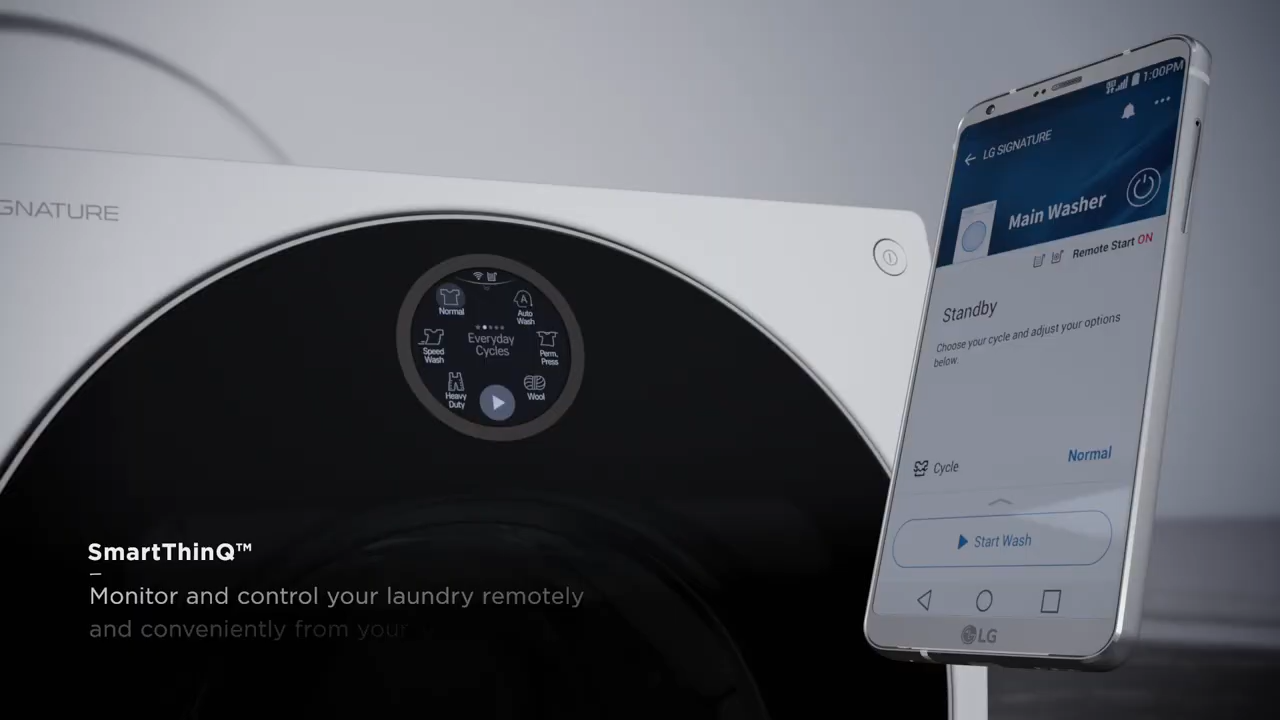 GNATURE
Normal
Auto
Wash
Speed
Wash
Everyday
Cycles
Perm.
Press
Heavy
Duty
Wool
SmartThinQ™
Monitor and control your laundry remotely
and conveniently from your
1:00PM
LG SIGNATURE
Main Washer
Remote Start ON
Standby
Choose your cycle and adjust your options
below.
Cycle Normal
Start Wash
LG